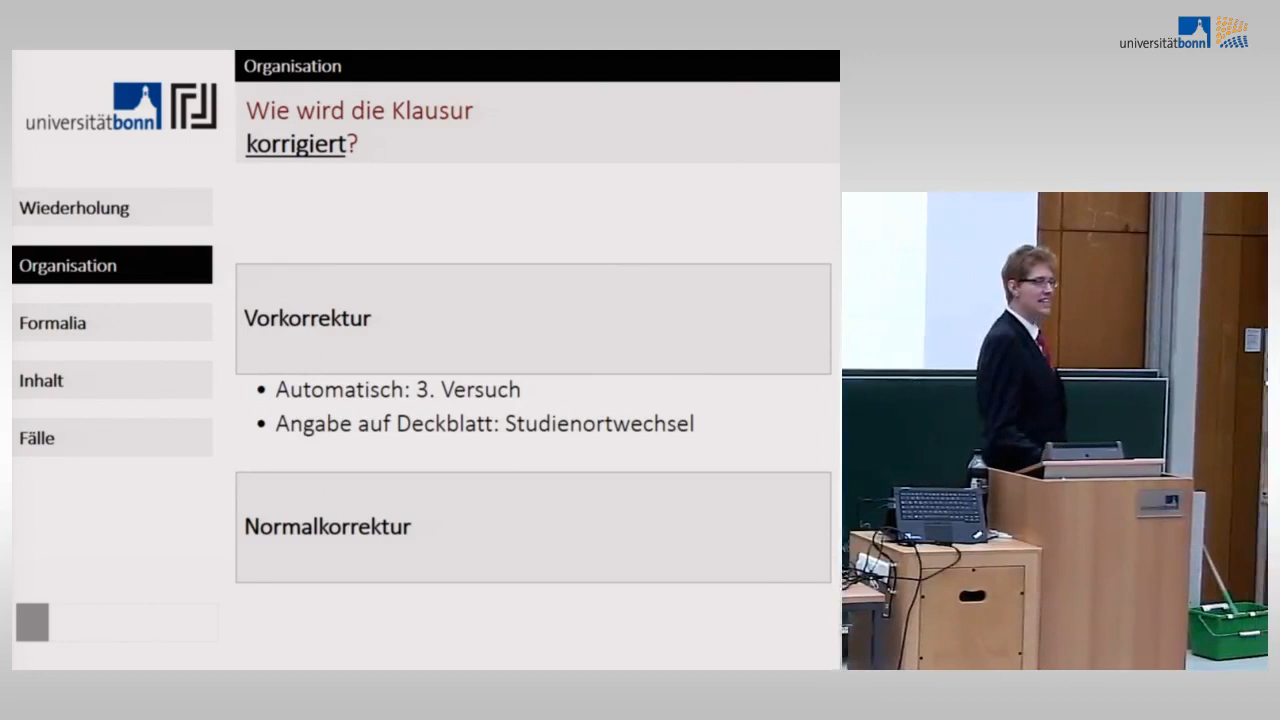 universitätbonn
Organisation
Wie wird die Klausur
korrigiert?
universitätbonn
Wiederholung
Organisation
Formalia
Inhalt
Fälle
Vorkorrektur
• Automatisch: 3. Versuch
• Angabe auf Deckblatt: Studienortwechsel
Normalkorrektur